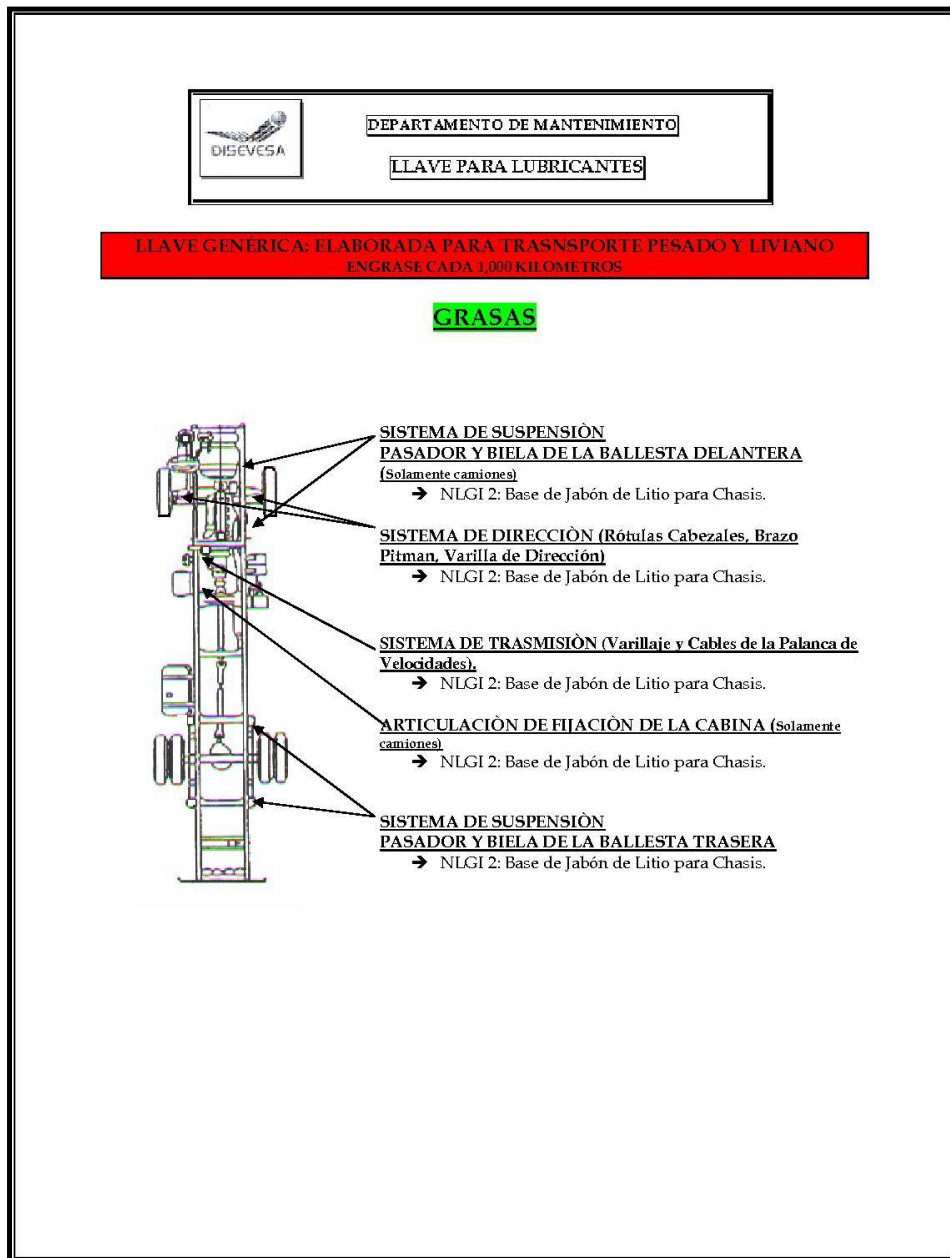 DISEVESA
DEPARTAMENTO DE MANTENIMIENTO
LLAVE PARA LUBRICANTES
LLAVE GENÉRICA: ELABORADA PARA TRASNSPORTE PESADO Y LIVIANO
ENGRASE CADA 1,000 KILOMETROS
GRASAS
SISTEMA DE SUSPENSIÒN
PASADOR Y BIELA DE LA BALLESTA DELANTERA
(Solamente camiones)
➔ NLGI 2: Base de Jabón de Litio para Chasis.
SISTEMA DE DIRECCIÒN (Rótulas Cabezales, Brazo
Pitman, Varilla de Dirección)
➔ NLGI 2: Base de Jabón de Litio para Chasis.
SISTEMA DE TRASMISIÒN (Varillaje y Cables de la Palanca de
Velocidades).
➔ NLGI 2: Base de Jabón de Litio para Chasis.
ARTICULACIÒN DE FIJACIÒN DE LA CABINA (Solamente
camiones)
➔ NLGI 2: Base de Jabón de Litio para Chasis.
SISTEMA DE SUSPENSIÒN
PASADOR Y BIELA DE LA BALLESTA TRASERA
➔ NLGI 2: Base de Jabón de Litio para Chasis.